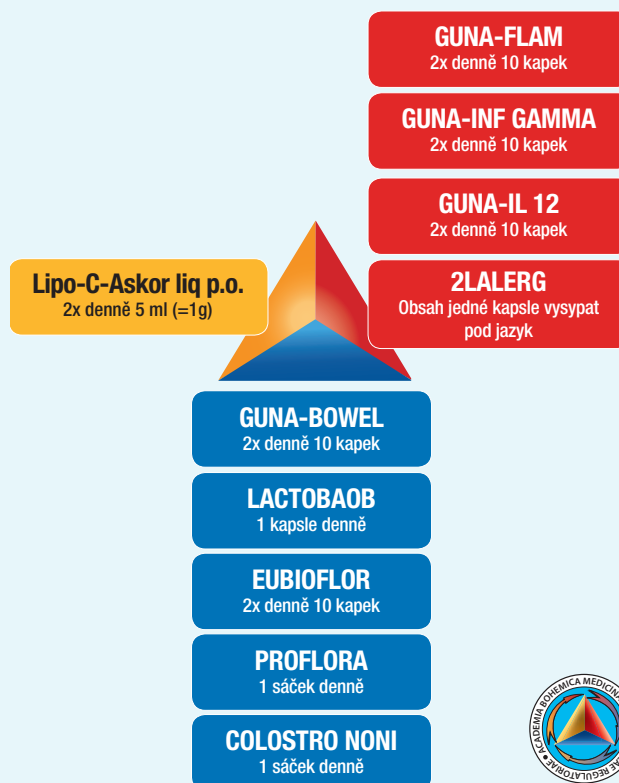 GUNA-FLAM
2x denně 10 kapek
GUNA-INF GAMMA
2x denně 10 kapek
GUNA-IL 12
2x denně 10 kapek
2LALERG
Obsah jedné kapsle vysypat
pod jazyk
Lipo-C-Askor liq p.o.
2x denně 5 ml (=1g)
GUNA-BOWEL
2x denně 10 kapek
LACTOBAOB
1 kapsle denně
EUBIOFLOR
2x denně 10 kapek
PROFLORA
1 sáček denně
COLOSTRO NONI
1 sáček denně
ACADEMIA BOHEMICA MEDICINA
AE REGULATORIAE